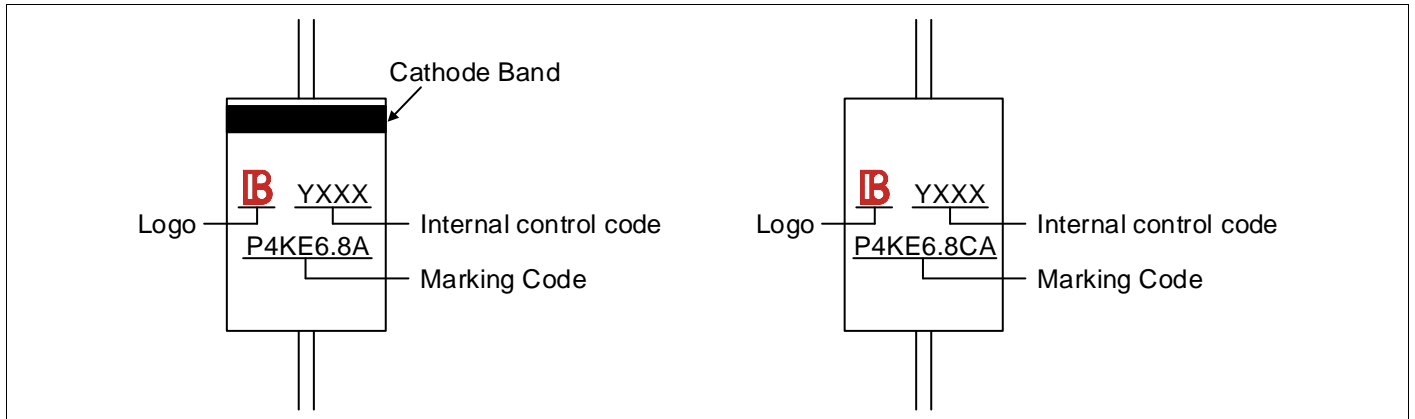 Cathode Band
B YXXX
Logo
Internal control code
P4KE6.8A
Marking Code
B YXXX
Logo
Internal control code
P4KE6.8CA
Marking Code